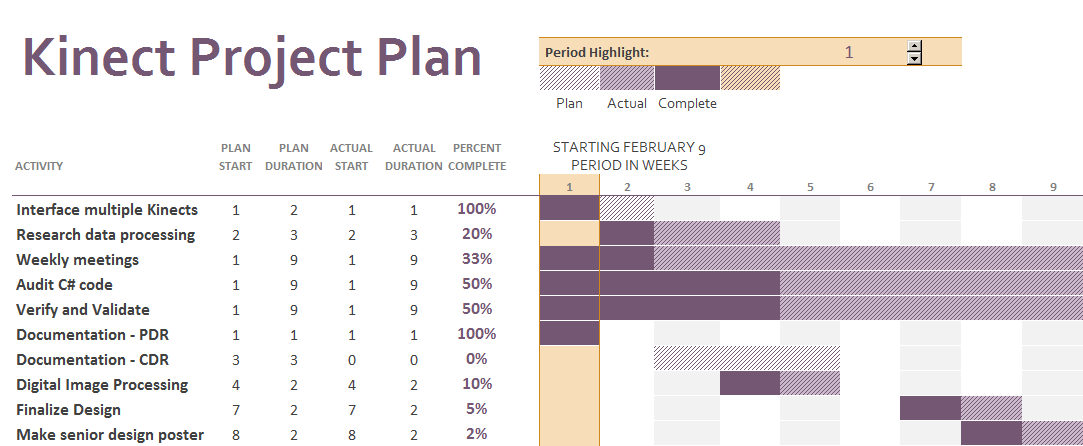 Kinect Project Plan
Period Highlight: 1
Plan Actual Complete
STARTING FEBRUARY 9
PERIOD IN WEEKS
ACTIVITY PLAN START PLAN DURATION ACTUAL START ACTUAL DURATION PERCENT COMPLETE
1 2 3 4 5 6 7 8 9
Interface multiple Kinects 1 2 1 1 100%
Research data processing 2 3 2 3 20%
Weekly meetings 1 9 1 9 33%
Audit C# code 1 9 1 9 50%
Verify and Validate 1 9 1 9 50%
Documentation - PDR 1 1 1 1 100%
Documentation - CDR 3 3 0 0 0%
Digital Image Processing 4 2 4 2 10%
Finalize Design 7 2 7 2 5%
Make senior design poster 8 2 8 2 2%